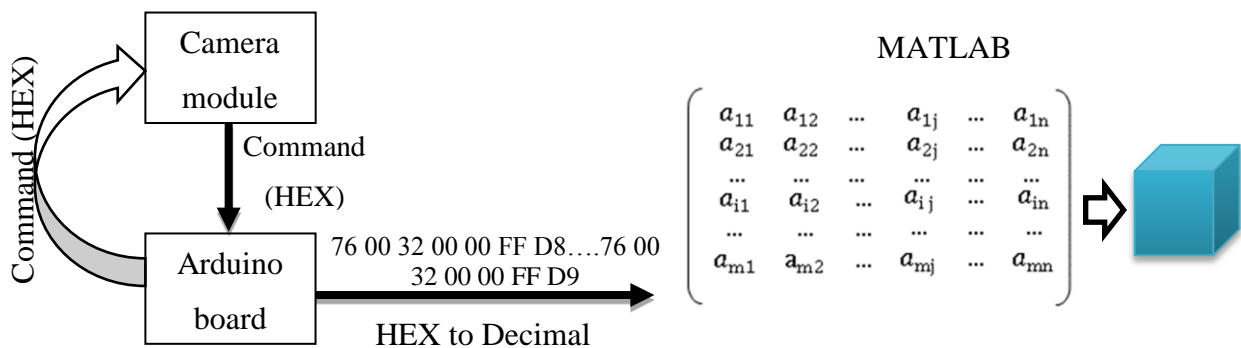 Command (HEX)
Camera
module
Command
(HEX)
Arduino
board
76 00 32 00 00 FF D8….76 00
32 00 00 FF D9
HEX to Decimal
MATLAB
a11 a12 ... a1j ... a1n
a21 a22 ... a2j ... a2n
... ... ... ... ... ...
ai1 ai2 ... aij ... ain
... ... ... ... ... ...
am1 am2 ... amj ... amn